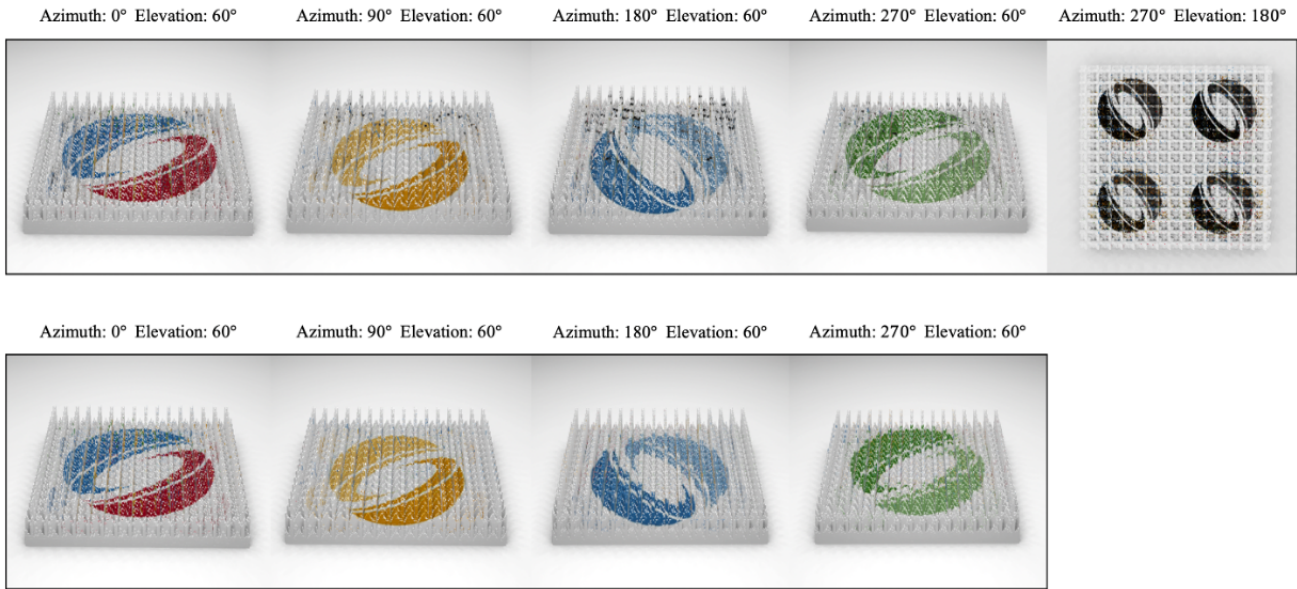 Azimuth: 0° Elevation: 60°
Azimuth: 90° Elevation: 60°
Azimuth: 180° Elevation: 60°
Azimuth: 270° Elevation: 60°
Azimuth: 270° Elevation: 180°
Azimuth: 0° Elevation: 60°
Azimuth: 90° Elevation: 60°
Azimuth: 180° Elevation: 60°
Azimuth: 270° Elevation: 60°